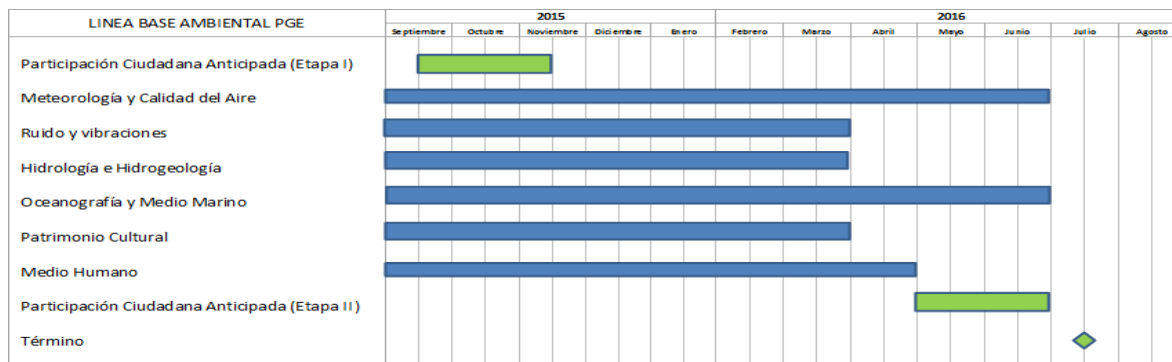 LINEA BASE AMBIENTAL PGE
2015 2016
Septiembre Octubre Noviembre Diciembre Enero Febrero Marzo Abril Mayo Junio Julio Agosto
Participación Ciudadana Anticipada (Etapa I)
Meteorología y Calidad del Aire
Ruido y vibraciones
Hidrología e Hidrogeología
Oceanografía y Medio Marino
Patrimonio Cultural
Medio Humano
Participación Ciudadana Anticipada (Etapa II)
Término